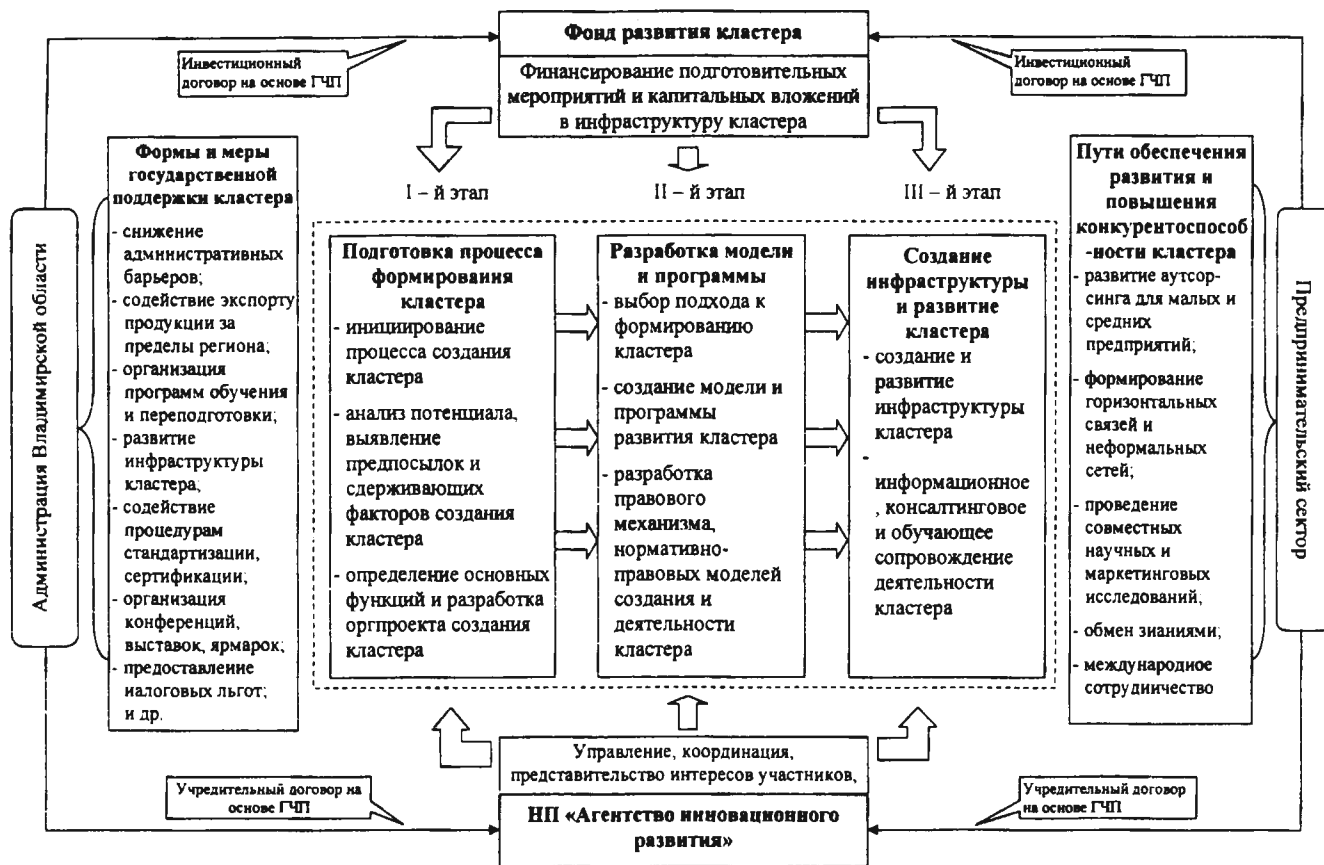 Фонд развития кластера
Финансирование подготовительных
мероприятий и капитальных вложений
в инфраструктуру кластера
Инвестиционный
договор на основе ГЧП
Инвестиционный
договор на основе ГЧП
Администрация Владимирской области
Формы и меры
государственной
поддержки кластера
- снижение
административных
барьеров;
- содействие экспорту
продукции за
пределы региона;
- организация
программ обучения
и переподготовки;
- развитие
инфраструктуры
кластера;
- содействие
процедурам
стандартизации,
сертификации;
- организация
конференций,
выставок, ярмарок;
- предоставление
налоговых льгот;
и др.
I – й этап
II – й этап
III – й этап
Подготовка процесса
формирования
кластера
- инициирование
процесса создания
кластера
- анализ потенциала,
выявление
предпосылок и
сдерживающих
факторов создания
кластера
- определение основных
функций и разработка
оргпроекта создания
кластера
Разработка модели
и программы
- выбор подхода к
формированию
кластера
- создание модели и
программы
развития кластера
- разработка
правового
механизма,
нормативно-
правовых моделей
создания и
деятельности
кластера
Создание
инфраструктуры
и развитие
кластера
- создание и
развитие
инфраструктуры
кластера
-
информационное
, консалтинговое
и обучающее
сопровождение
деятельности
кластера
Пути обеспечения
развития и
повышения
конкурентоспособ
-ности кластера
- развитие аутсор-
синга для малых и
средних
предприятий;
- формирование
горизонтальных
связей и
неформальных
сетей;
- проведение
совместных
научных и
маркетинговых
исследований;
- обмен знаниями;
- международное
сотрудничество
Предпринимательский сектор
Управление, координация,
представительство интересов участников,
НП «Агентство инновационного
развития»
Учредительный договор на
основе ГЧП
Учредительный договор
на основе ГЧП